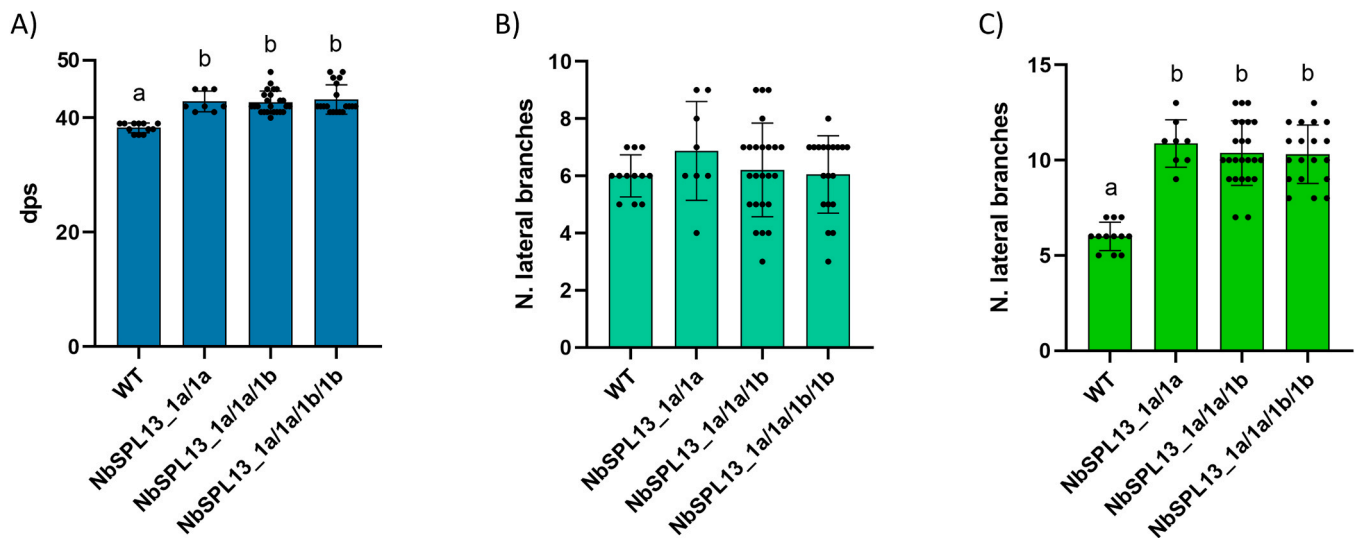 A)
dps
50
40
20
0
a
b
b
b
WT
NbSPL13_1a/1a
NbSPL13_1a/1a/1b
NbSPL13_1a/1a/1b/1b
B)
N. lateral branches
10
8
6
4
2
0
WT
NbSPL13_1a/1a
NbSPL13_1a/1a/1b
NbSPL13_1a/1a/1b/1b
C)
N. lateral branches
15
10
5
0
a
b
b
b
WT
NbSPL13_1a/1a
NbSPL13_1a/1a/1b
NbSPL13_1a/1a/1b/1b